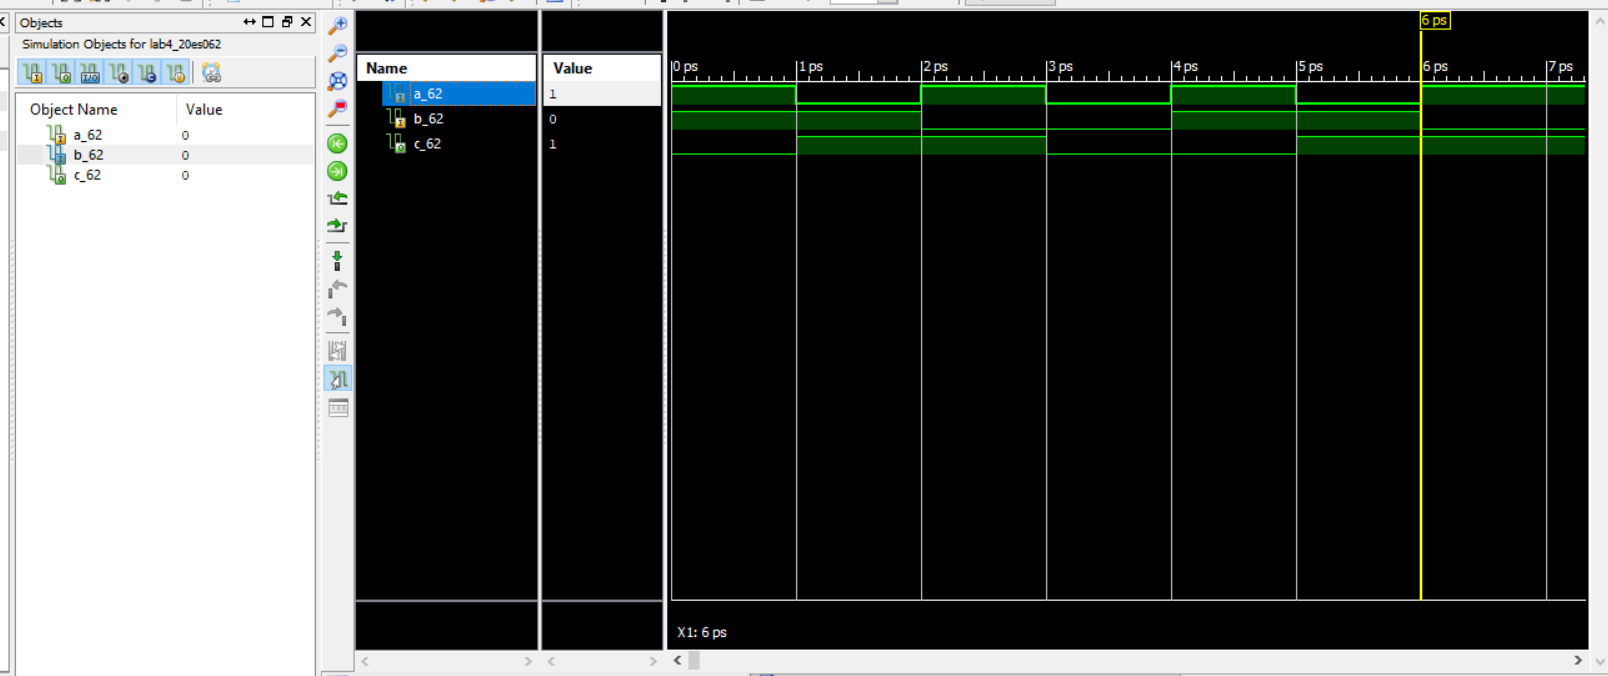 Objects
Simulation Objects for lab4_20es062
Object Name Value
a_62 0
b_62 0
c_62 0
Name Value
a_62 1
b_62 0
c_62 1
6 ps
0 ps 1 ps 2 ps 3 ps 4 ps 5 ps 6 ps 7 ps
X1: 6 ps